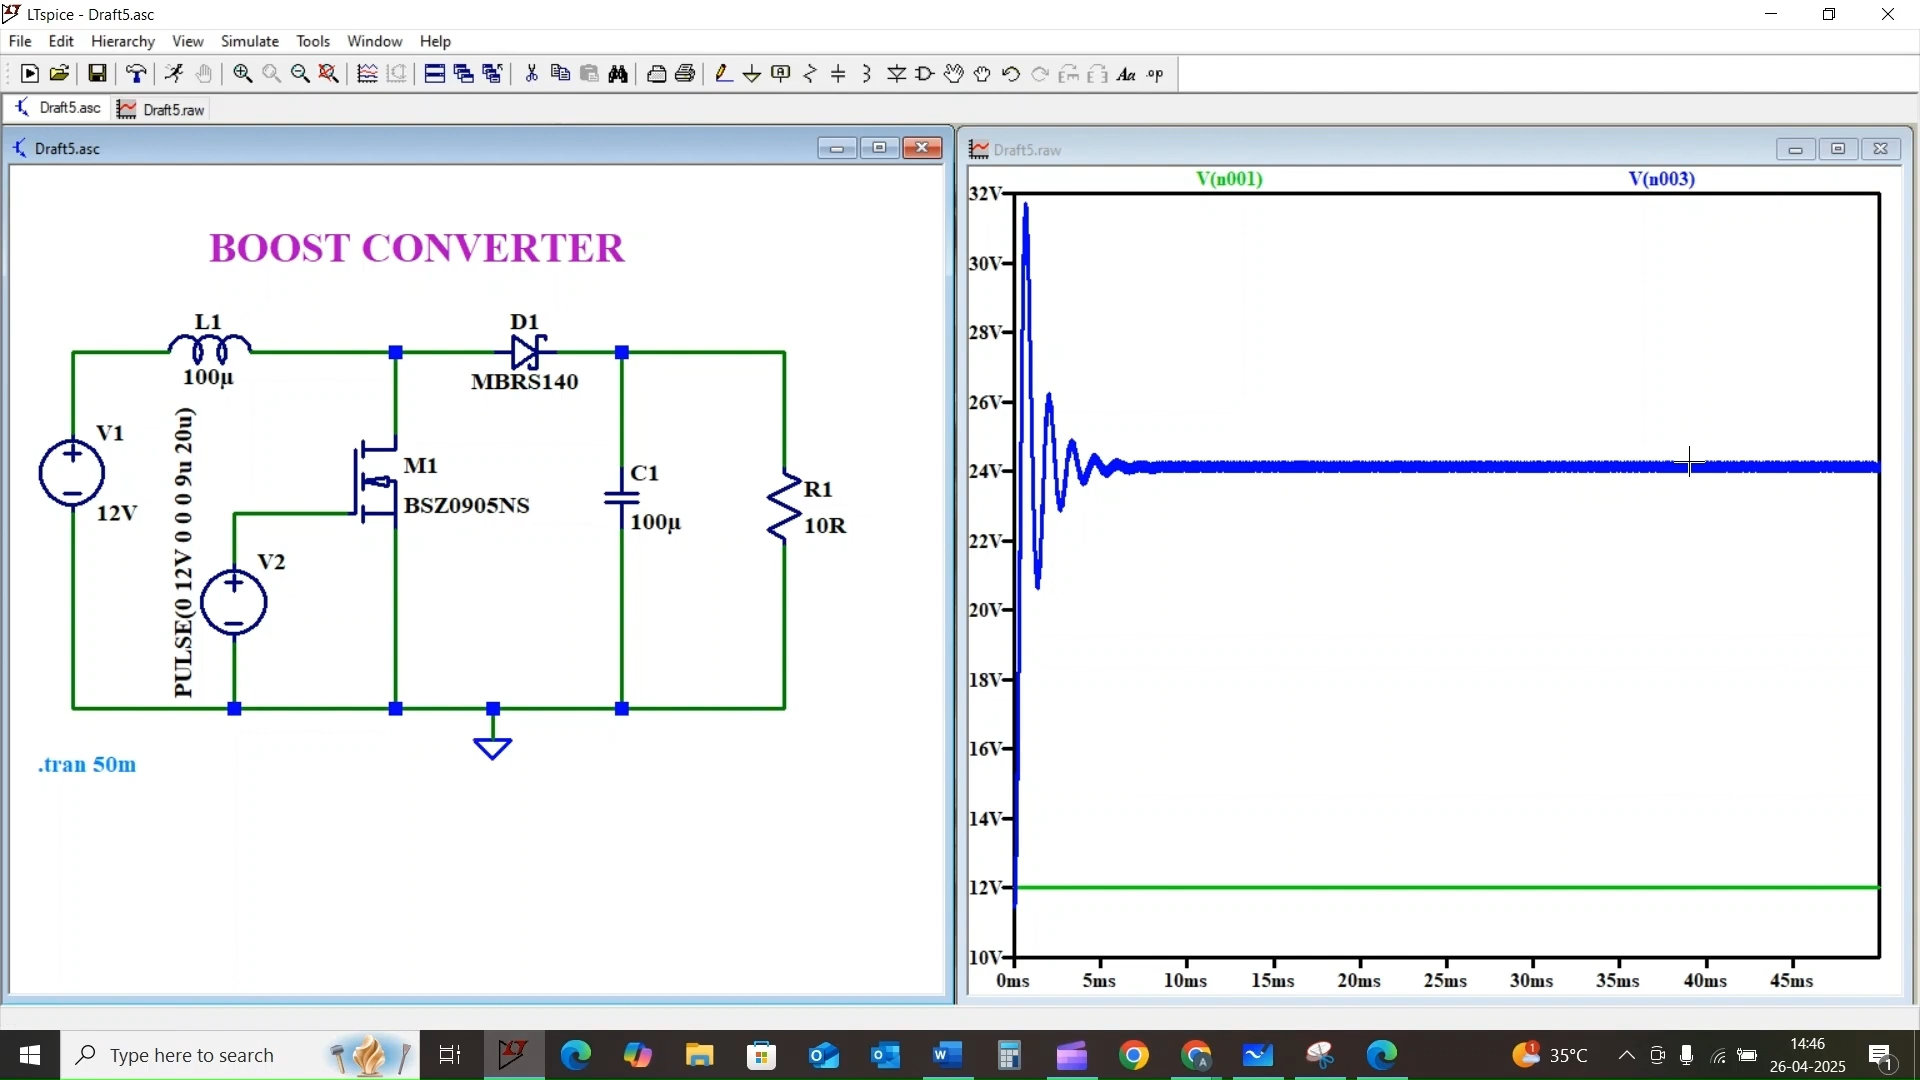 LTspice - Draft5.asc
File Edit Hierarchy View Simulate Tools Window Help
Draft5.asc Draft5.raw
Draft5.asc
BOOST CONVERTER
L1
100µ
D1
MBRS140
V1
12V
PULSE(0 12V 0 0 0 9u 20u)
V2
M1
BSZ0905NS
C1
100µ
R1
10R
.tran 50m
Draft5.raw
V(n001) V(n003)
32V
30V
28V
26V
24V
22V
20V
18V
16V
14V
12V
10V
0ms 5ms 10ms 15ms 20ms 25ms 30ms 35ms 40ms 45ms
Type here to search
35°C
14:46
26-04-2025